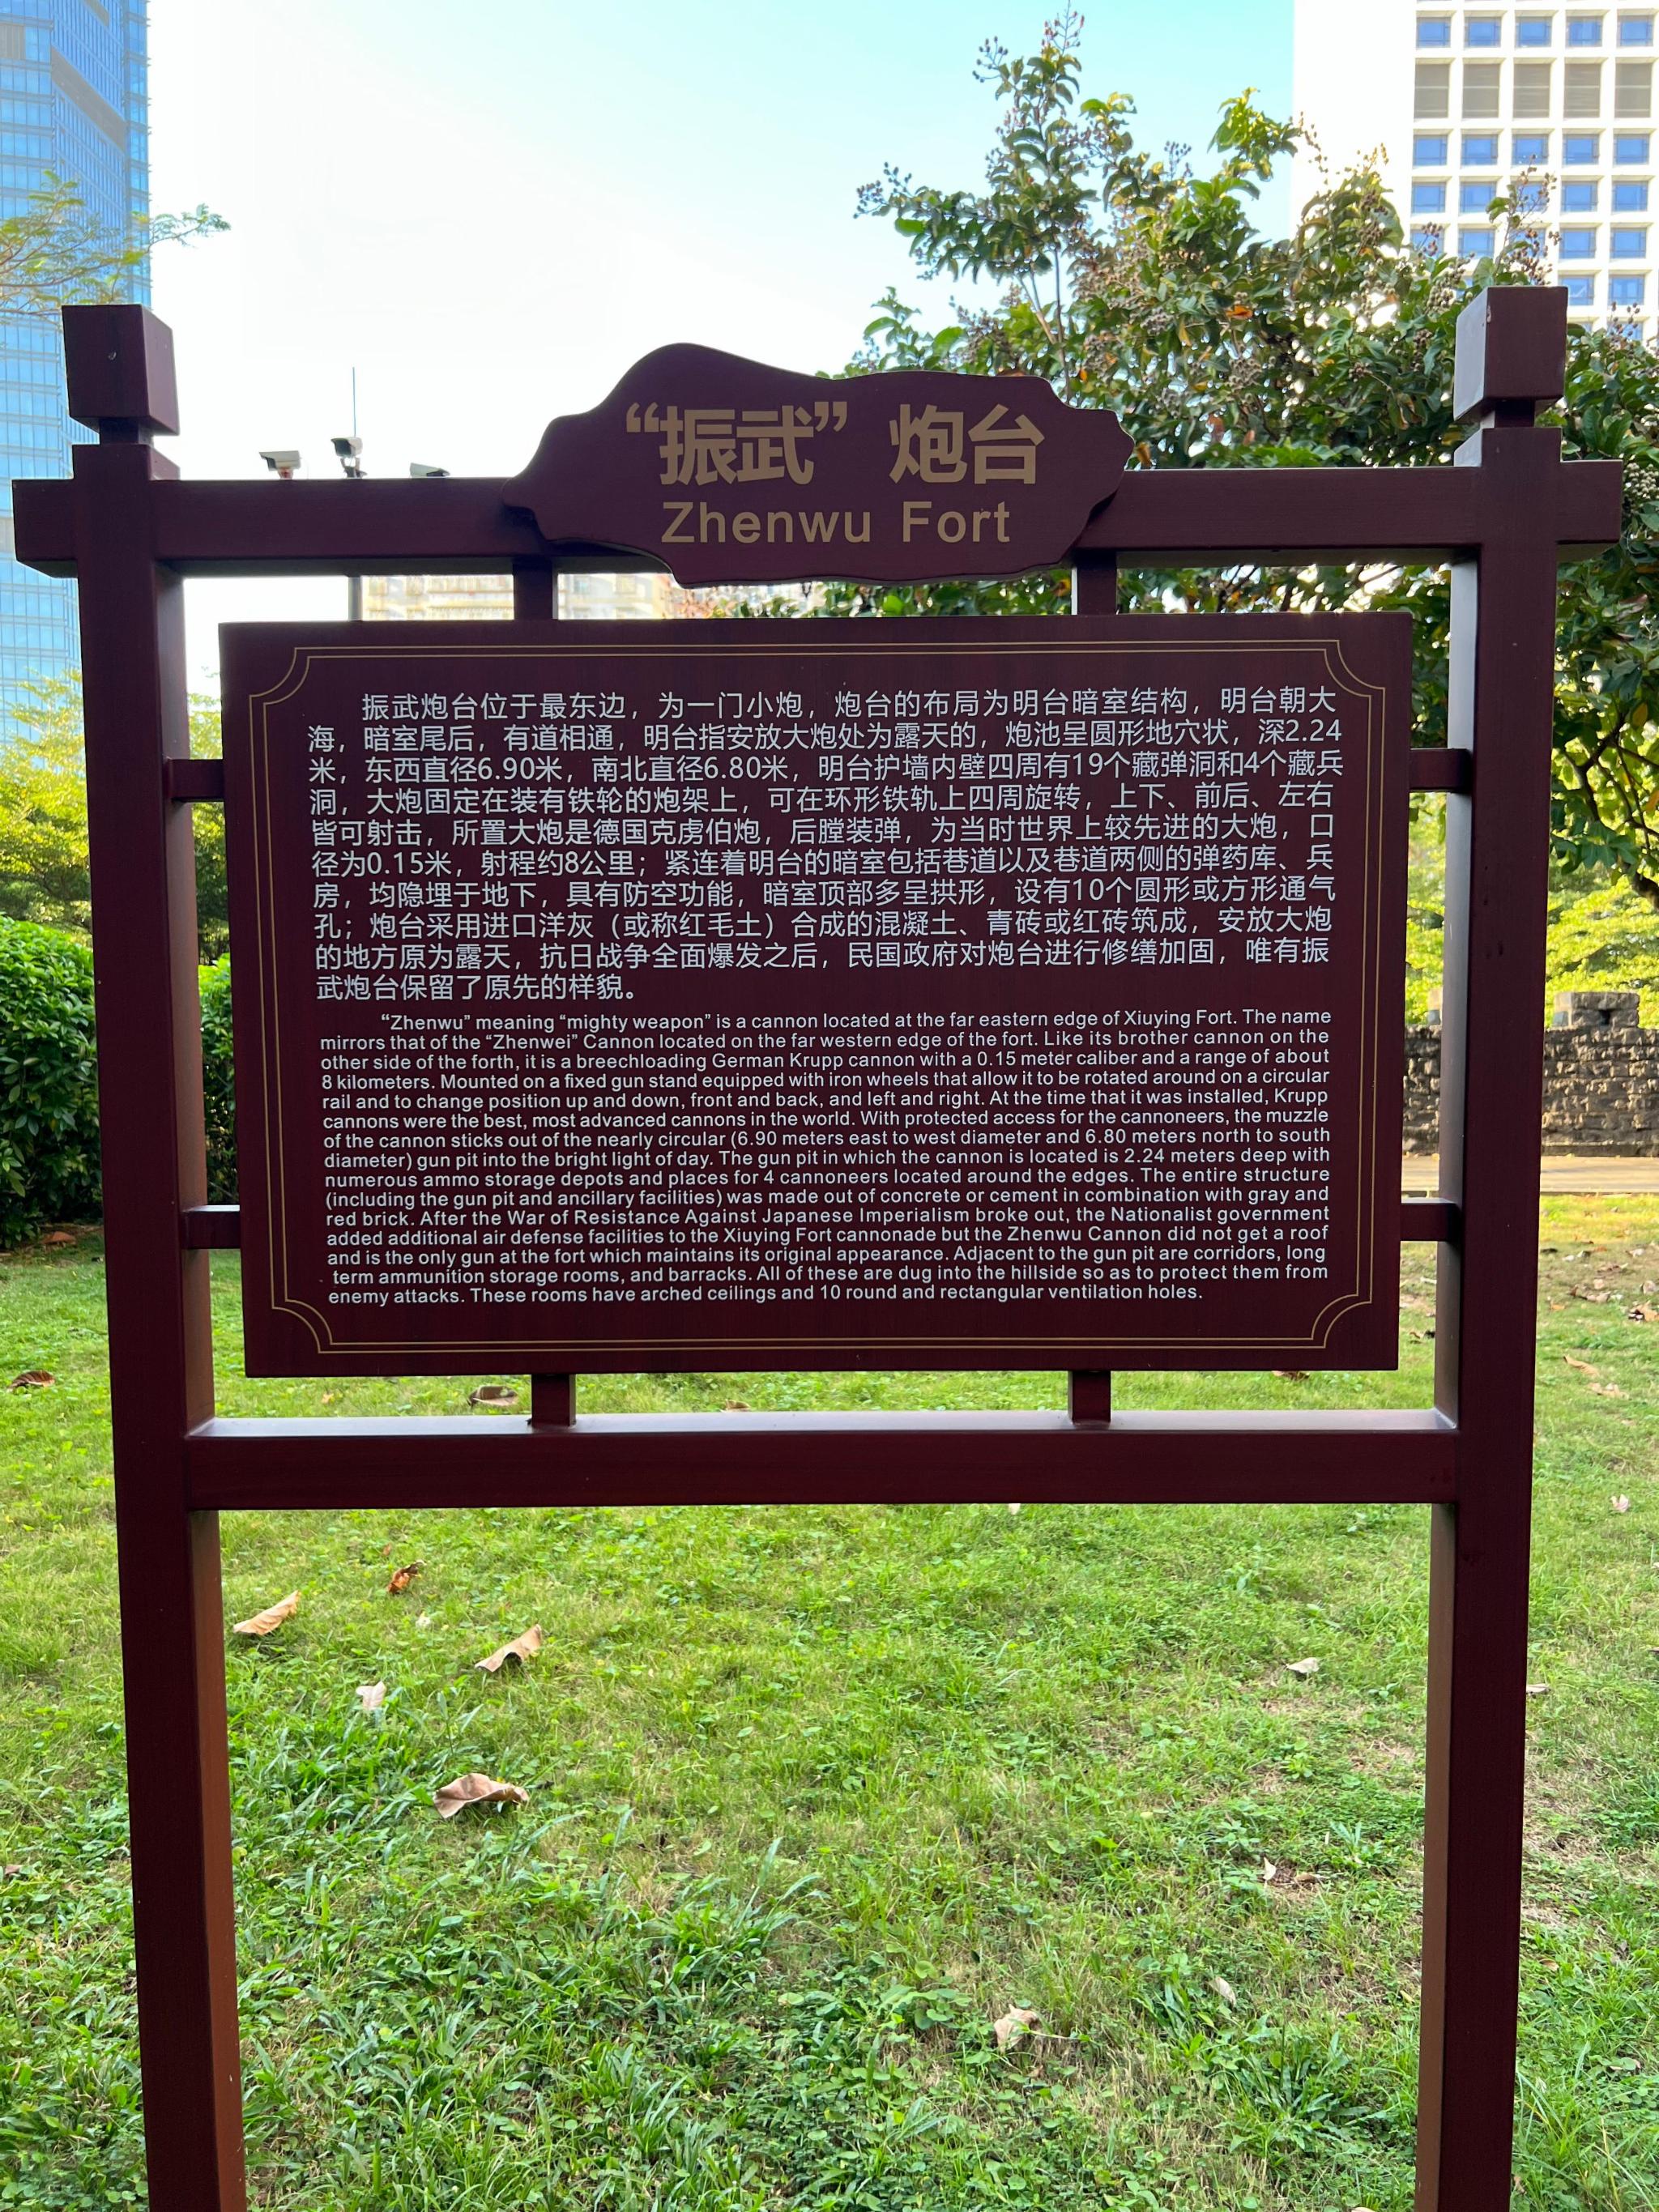 “振武” 炮台
Zhenwu Fort
振武炮台位于最东边，为一门小炮，炮台的布局为明台暗室结构，明台朝大
海，暗室尾后，有道相通，明台指安放大炮处为露天的，炮池呈圆形地穴状，深2.24
米，东西直径6.90米，南北直径6.80米，明台护墙内壁四周有19个藏弹洞和4个藏兵
洞，大炮固定在装有铁轮的炮架上，可在环形铁轨上四周旋转，上下、前后、左右
皆可射击，所置大炮是德国克虏伯炮，后膛装弹，为当时世界上较先进的大炮，口
径为0.15米，射程约8公里；紧连着明台的暗室包括巷道以及巷道两侧的弹药库、兵
房，均隐埋于地下，具有防空功能，暗室顶部多呈拱形，设有10个圆形或方形通气
孔；炮台采用进口洋灰（或称红毛土）合成的混凝土、青砖或红砖筑成，安放大炮
的地方原为露天，抗日战争全面爆发之后，民国政府对炮台进行修缮加固，唯有振
武炮台保留了原先的样貌。
“Zhenwu” meaning “mighty weapon” is a cannon located at the far eastern edge of Xiuying Fort. The name
mirrors that of the “Zhenwei” Cannon located on the far western edge of the fort. Like its brother cannon on the
other side of the forth, it is a breechloading German Krupp cannon with a 0.15 meter caliber and a range of about
8 kilometers. Mounted on a fixed gun stand equipped with iron wheels that allow it to be rotated around on a circular
rail and to change position up and down, front and back, and left and right. At the time that it was installed, Krupp
cannons were the best, most advanced cannons in the world. With protected access for the cannoneers, the muzzle
of the cannon sticks out of the nearly circular (6.90 meters east to west diameter and 6.80 meters north to south
diameter) gun pit into the bright light of day. The gun pit in which the cannon is located is 2.24 meters deep with
numerous ammo storage depots and places for 4 cannoneers located around the edges. The entire structure
(including the gun pit and ancillary facilities) was made out of concrete or cement in combination with gray and
red brick. After the War of Resistance Against Japanese Imperialism broke out, the Nationalist government
added additional air defense facilities to the Xiuying Fort cannonade but the Zhenwu Cannon did not get a roof
and is the only gun at the fort which maintains its original appearance. Adjacent to the gun pit are corridors, long
term ammunition storage rooms, and barracks. All of these are dug into the hillside so as to protect them from
enemy attacks. These rooms have arched ceilings and 10 round and rectangular ventilation holes.